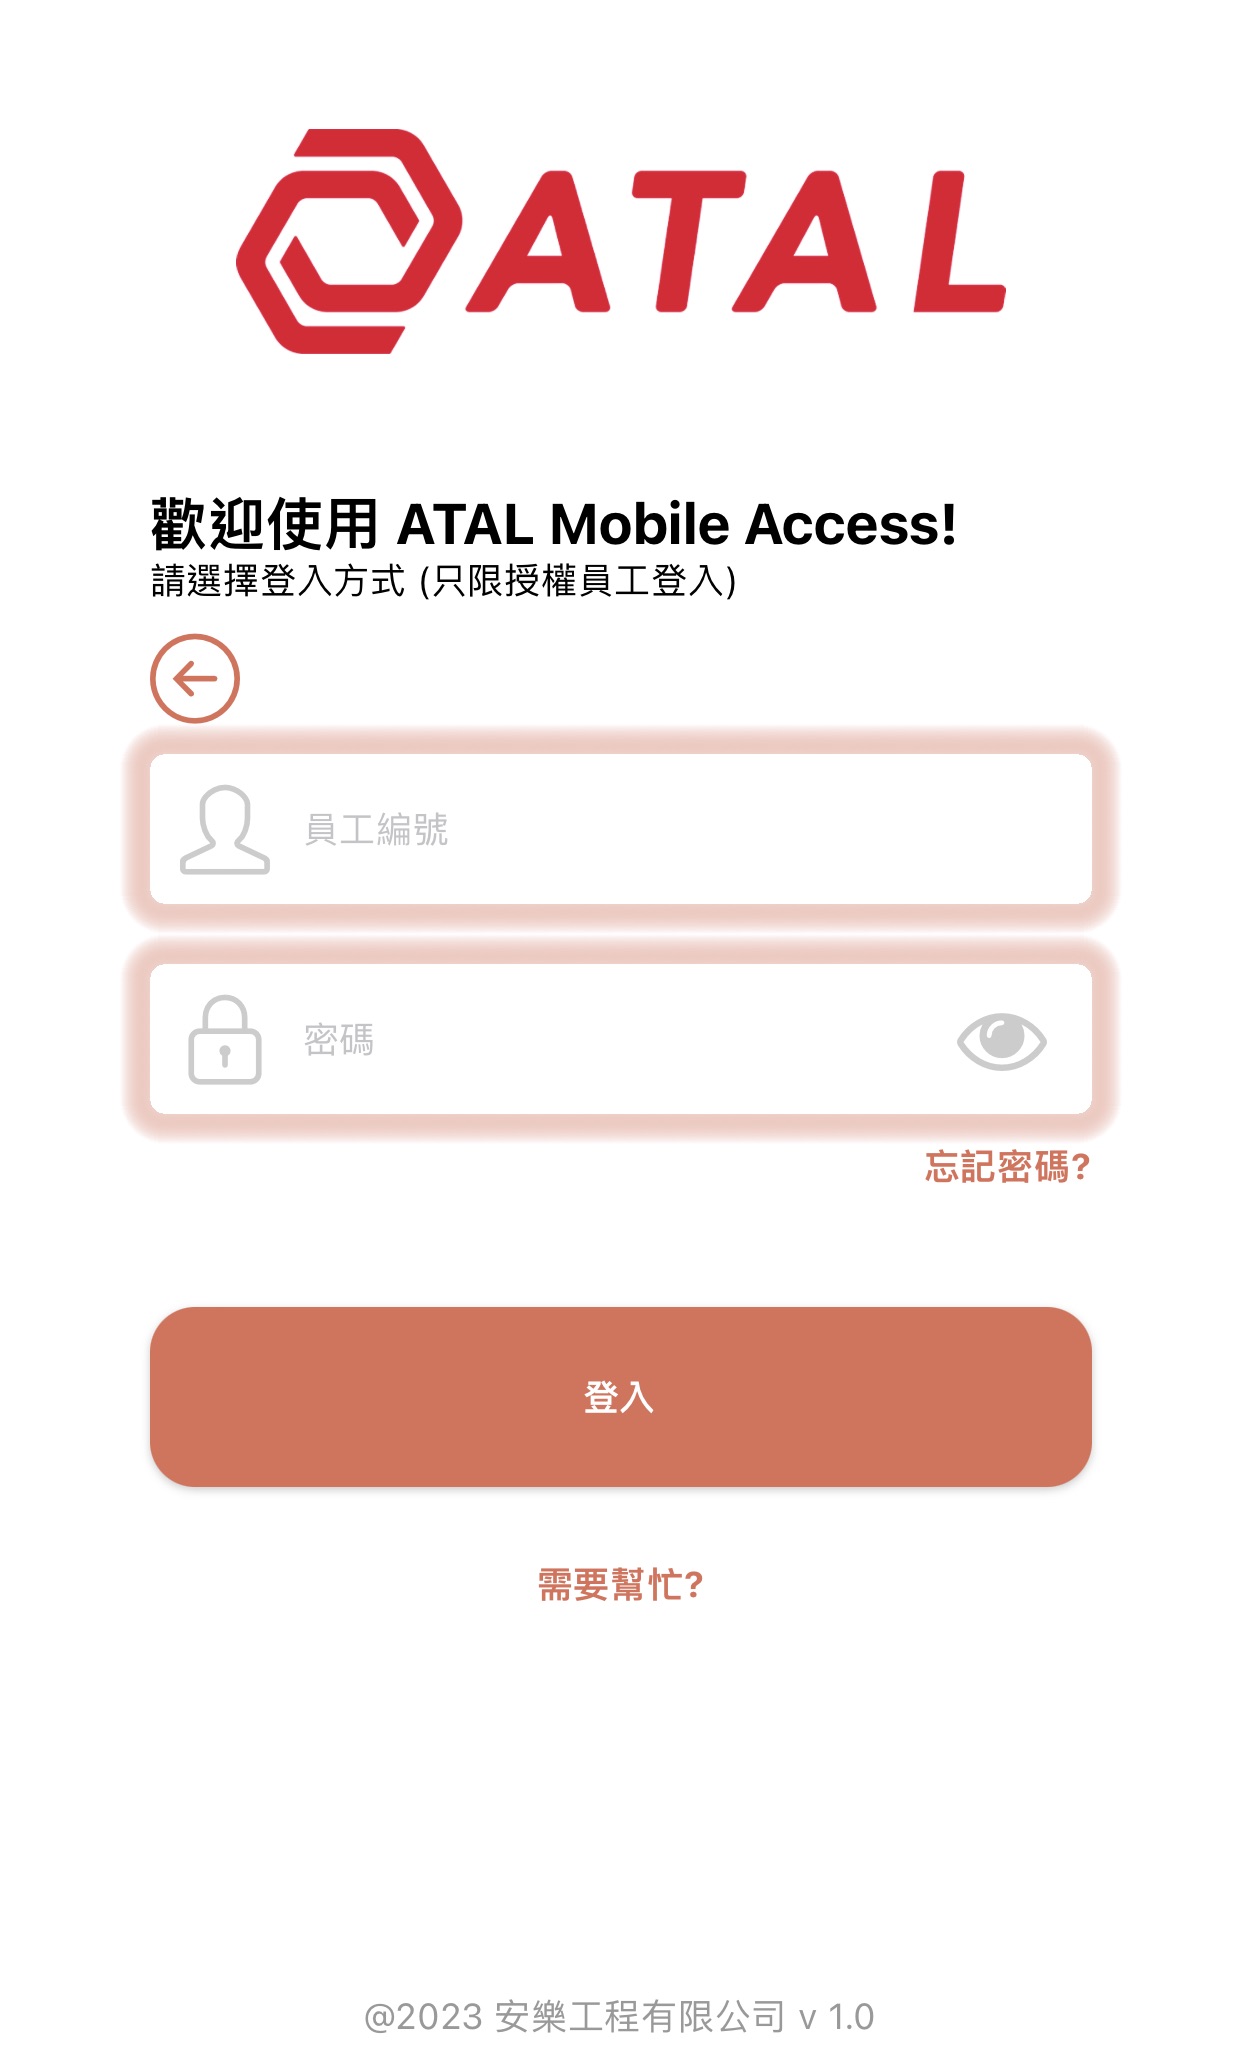 ATAL
歡迎使用 ATAL Mobile Access!
請選擇登入方式 (只限授權員工登入)
員工編號
密碼
忘記密碼?
登入
需要幫忙?
@2023 安樂工程有限公司 v 1.0